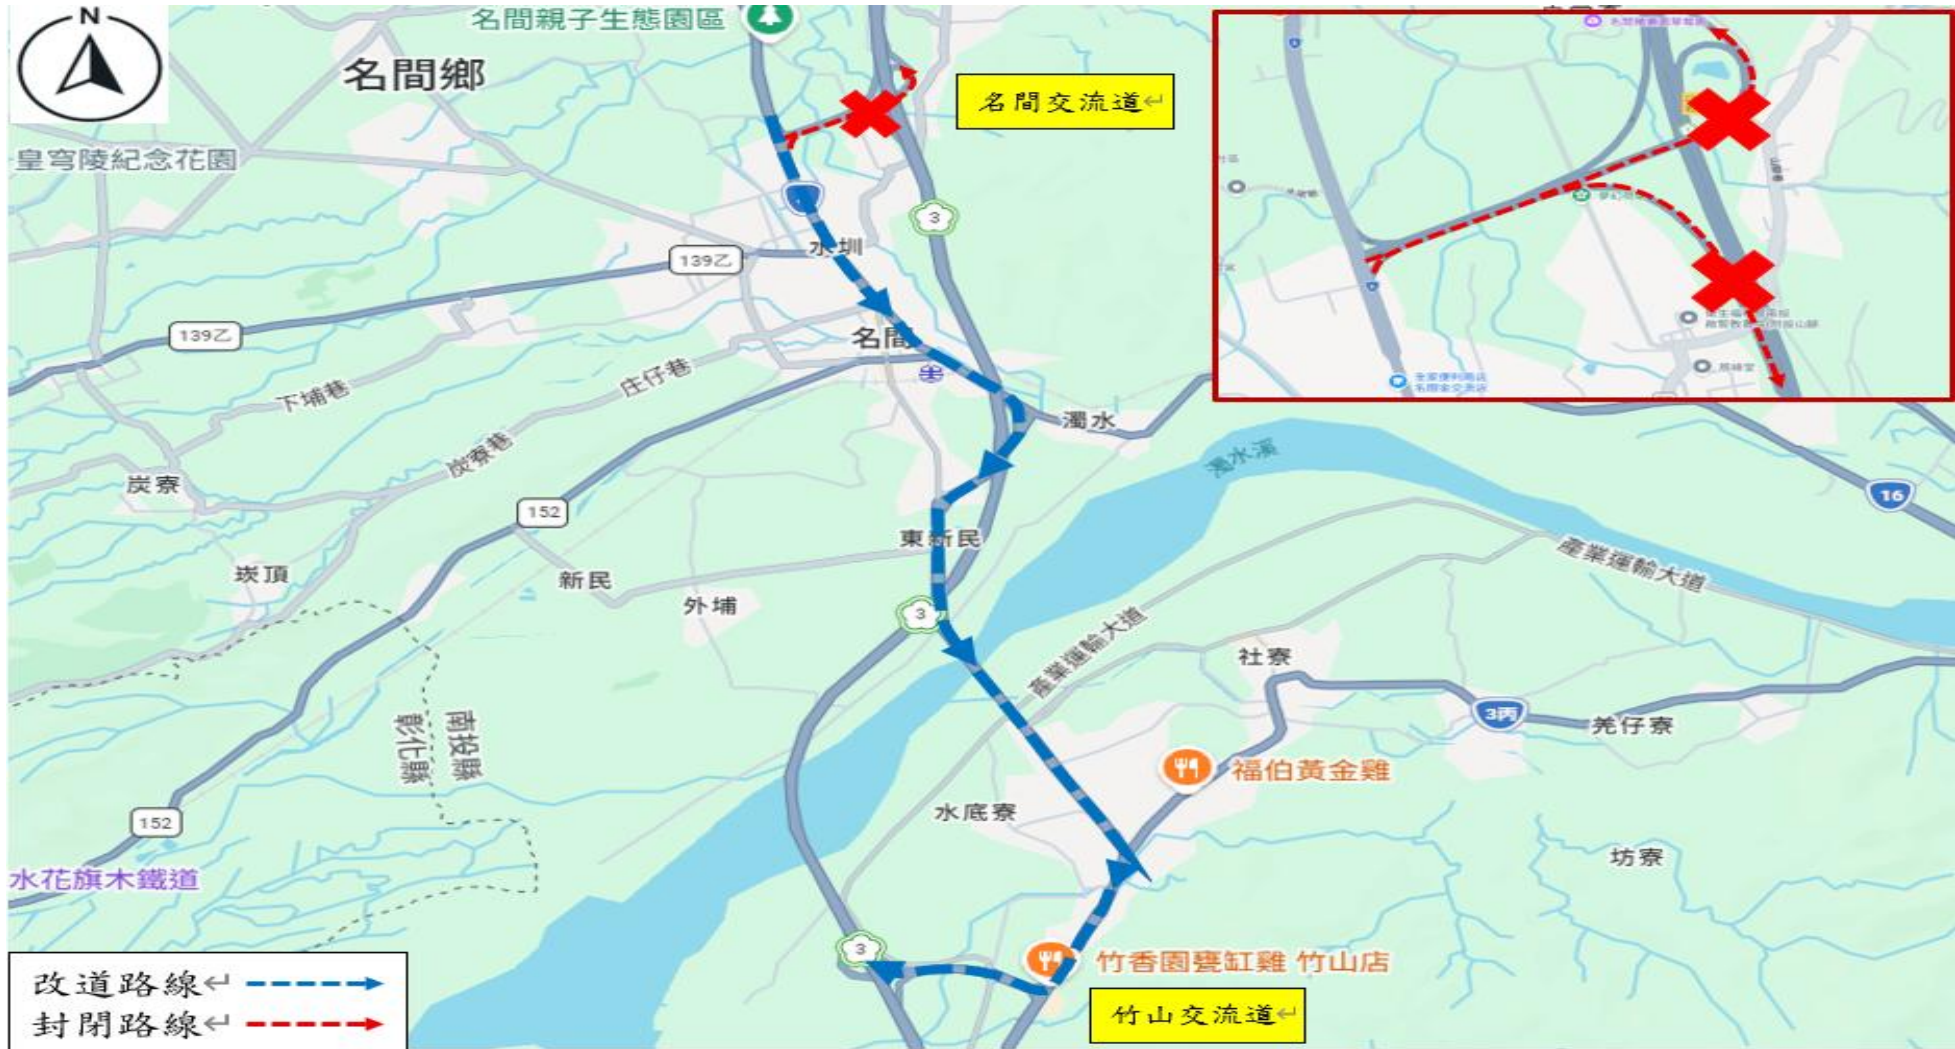 N
名間親子生態園區
名間鄉
名間交流道
皇穹陵紀念花園
3
水圳
139乙
139乙
名間
下埔巷
庄仔巷
濁水
炭寮巷
炭寮
濁水溪
16
152
東新民
產業運輸大道
崁頂
新民
外埔
3
產業運輸大道
社寮
3丙
羌仔寮
南投縣
彰化縣
福伯黃金雞
水底寮
152
坊寮
水花旗木鐵道
3
竹香園甕缸雞 竹山店
竹山交流道
改道路線
封閉路線